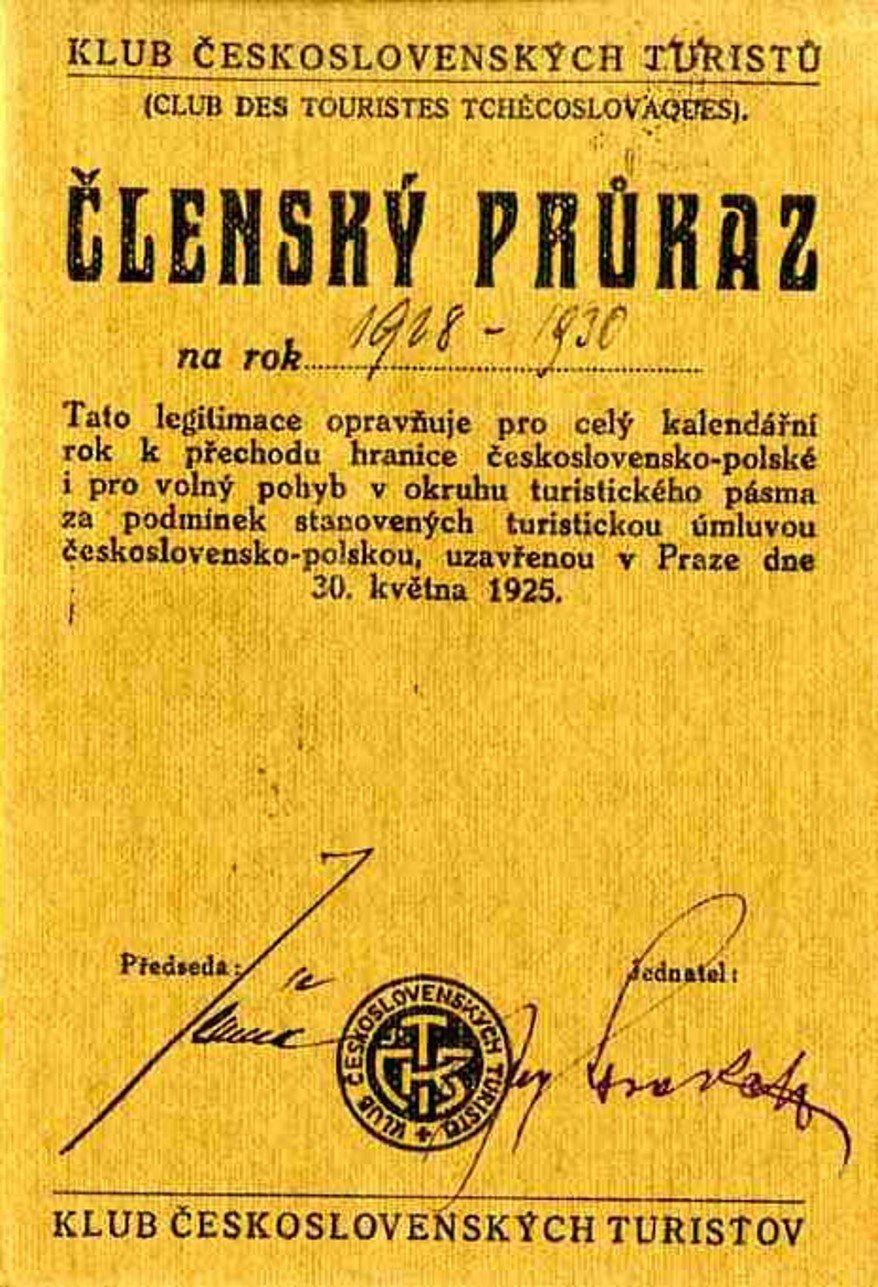 KLUB ČESKOSLOVENSKÝCH TURISTŮ
(CLUB DES TOURISTES TCHÉCOSLOVAQUES).
ČLENSKÝ PRŮKAZ
na rok 1928 - 1930
Tato legitimace opravňuje pro celý kalendářní
rok k přechodu hranice československo-polské
i pro volný pohyb v okruhu turistického pásma
za podmínek stanovených turistickou úmluvou
československo-polskou, uzavřenou v Praze dne
30. května 1925.
Předseda:
Jednatel:
KLUB ČESKOSLOVENSKÝCH TURISTŮ
KLUB ČESKOSLOVENSKÝCH TURISTOV